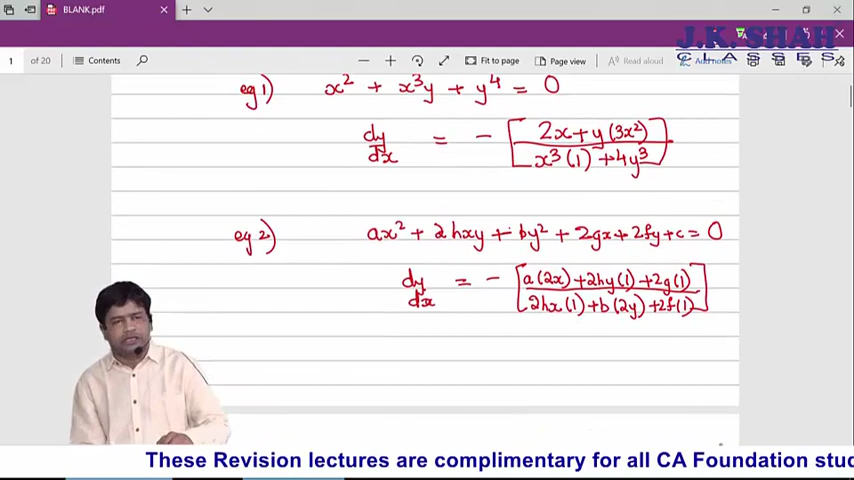 BLANK.pdf
J.K. SHAH
CLASSES
1 of 20
Contents
Fit to page
Page view
Read aloud
Add notes
eg 1) x² + x³y + y⁴ = 0
dy/dx = - [ 2x + y(3x²) / x³(1) + 4y³ ]
eg 2) ax² + 2hxy + by² + 2gx + 2fy + c = 0
dy/dx = - [ a(2x) + 2hy(1) + 2g(1) / 2hx(1) + b(2y) + 2f(1) ]
These Revision lectures are complimentary for all CA Foundation stud